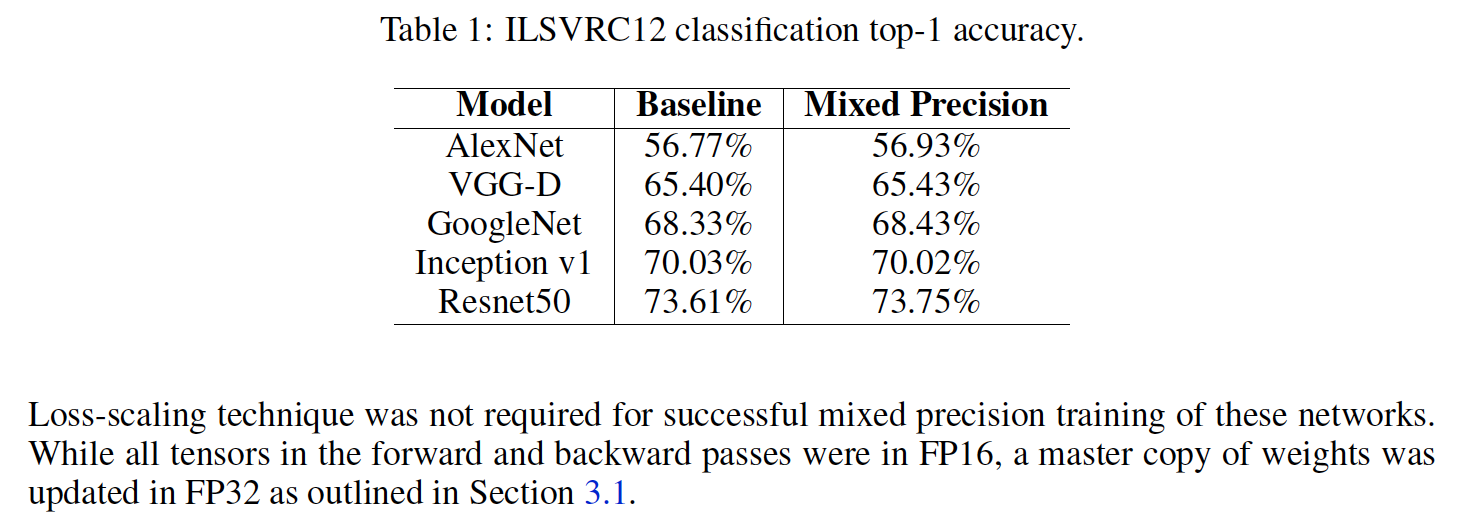 Table 1: ILSVRC12 classification top-1 accuracy.
Model Baseline Mixed Precision
AlexNet 56.77% 56.93%
VGG-D 65.40% 65.43%
GoogleNet 68.33% 68.43%
Inception v1 70.03% 70.02%
Resnet50 73.61% 73.75%
Loss-scaling technique was not required for successful mixed precision training of these networks.
While all tensors in the forward and backward passes were in FP16, a master copy of weights was
updated in FP32 as outlined in Section 3.1.